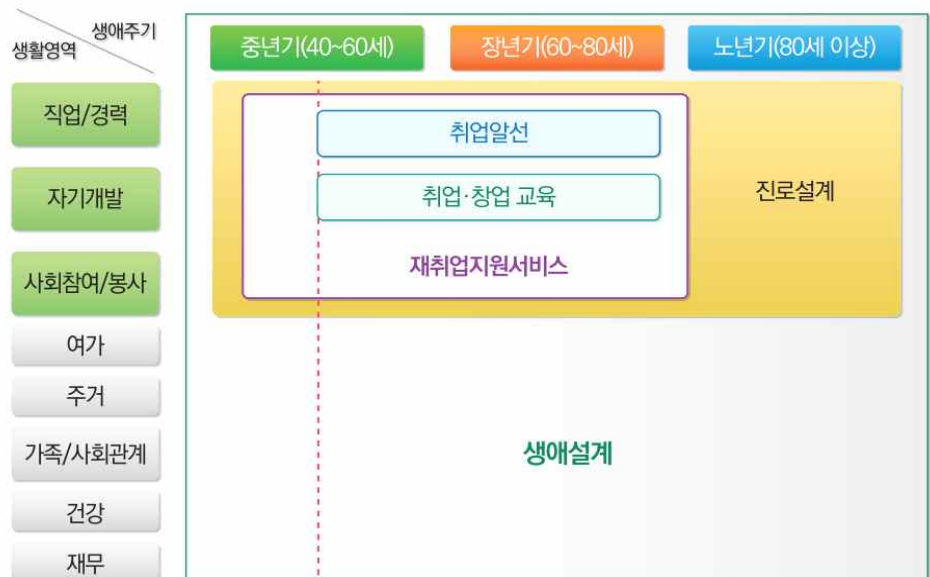 생애주기
생활영역
중년기(40~60세)
장년기(60~80세)
노년기(80세 이상)
직업/경력
자기개발
사회참여/봉사
여가
주거
가족/사회관계
건강
재무
취업알선
취업·창업 교육
재취업지원서비스
진로설계
생애설계